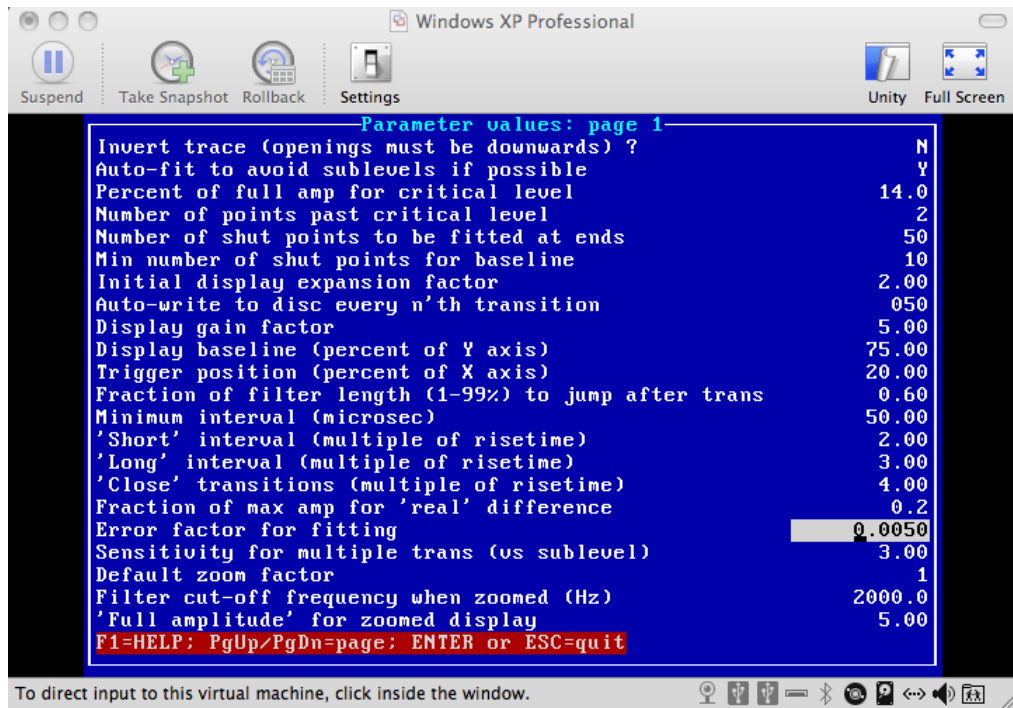 Windows XP Professional
Suspend Take Snapshot Rollback Settings Unity Full Screen
Parameter values: page 1
Invert trace (openings must be downwards) ? N
Auto-fit to avoid sublevels if possible Y
Percent of full amp for critical level 14.0
Number of points past critical level 2
Number of shut points to be fitted at ends 50
Min number of shut points for baseline 10
Initial display expansion factor 2.00
Auto-write to disc every n'th transition 050
Display gain factor 5.00
Display baseline (percent of Y axis) 75.00
Trigger position (percent of X axis) 20.00
Fraction of filter length (1-99%) to jump after trans 0.60
Minimum interval (microsec) 50.00
'Short' interval (multiple of risetime) 2.00
'Long' interval (multiple of risetime) 3.00
'Close' transitions (multiple of risetime) 4.00
Fraction of max amp for 'real' difference 0.2
Error factor for fitting 0.0050
Sensitivity for multiple trans (vs sublevel) 3.00
Default zoom factor 1
Filter cut-off frequency when zoomed (Hz) 2000.0
'Full amplitude' for zoomed display 5.00
F1=HELP; PgUp/PgDn=page; ENTER or ESC=quit
To direct input to this virtual machine, click inside the window.